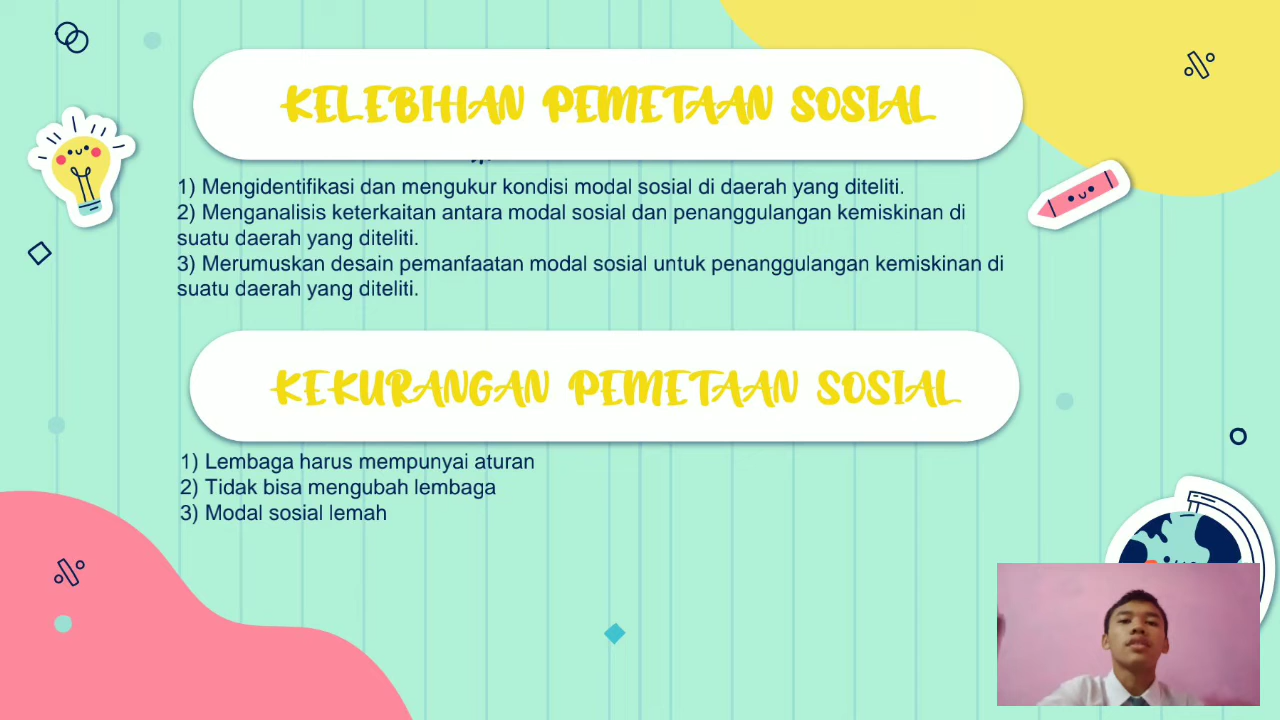 KELEBIHAN PEMETAAN SOSIAL
1) Mengidentifikasi dan mengukur kondisi modal sosial di daerah yang diteliti.
2) Menganalisis keterkaitan antara modal sosial dan penanggulangan kemiskinan di
suatu daerah yang diteliti.
3) Merumuskan desain pemanfaatan modal sosial untuk penanggulangan kemiskinan di
suatu daerah yang diteliti.
KEKURANGAN PEMETAAN SOSIAL
1) Lembaga harus mempunyai aturan
2) Tidak bisa mengubah lembaga
3) Modal sosial lemah